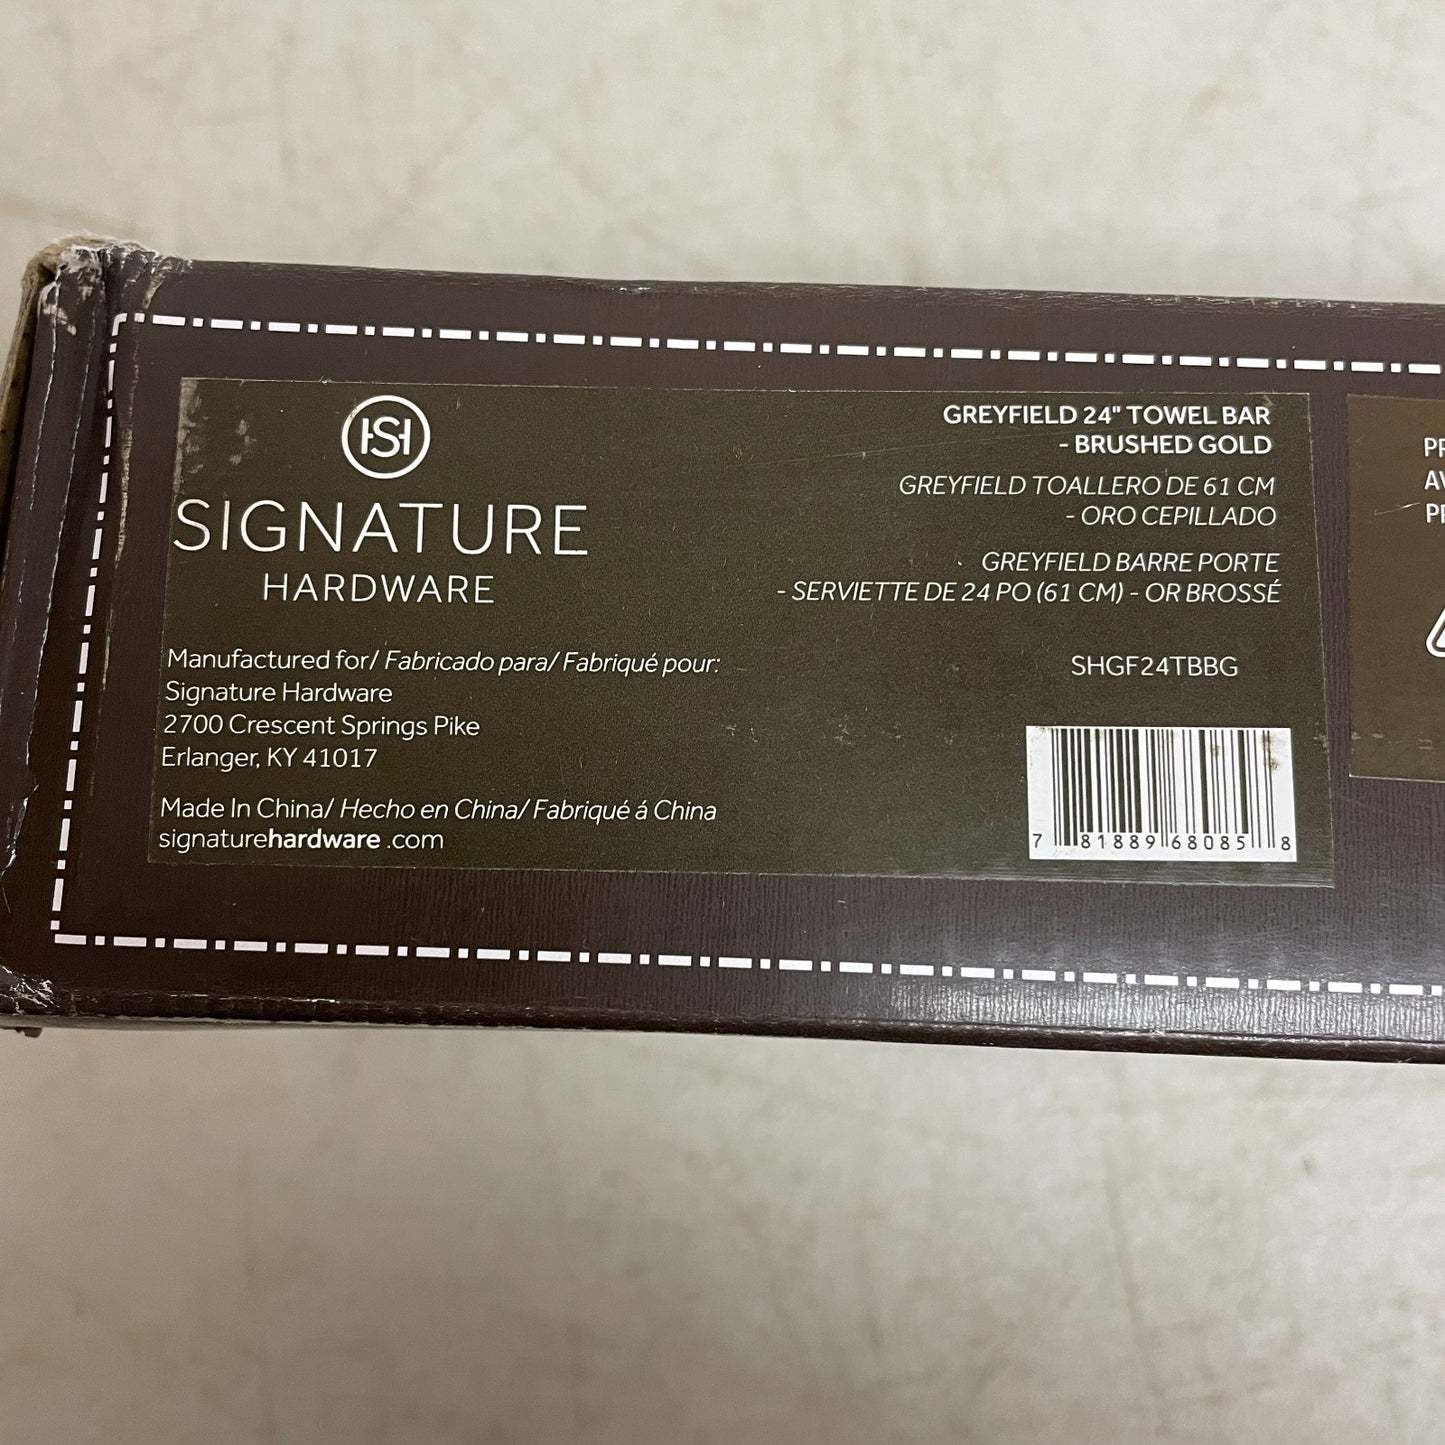 SH
SIGNATURE
HARDWARE
Manufactured for/ Fabricado para/ Fabriqué pour:
Signature Hardware
2700 Crescent Springs Pike
Erlanger, KY 41017
Made In China/ Hecho en China/ Fabriqué á China
signaturehardware .com
GREYFIELD 24" TOWEL BAR
- BRUSHED GOLD
GREYFIELD TOALLERO DE 61 CM
- ORO CEPILLADO
GREYFIELD BARRE PORTE
- SERVIETTE DE 24 PO (61 CM) - OR BROSSÉ
SHGF24TBBG
7 81889 68085 8